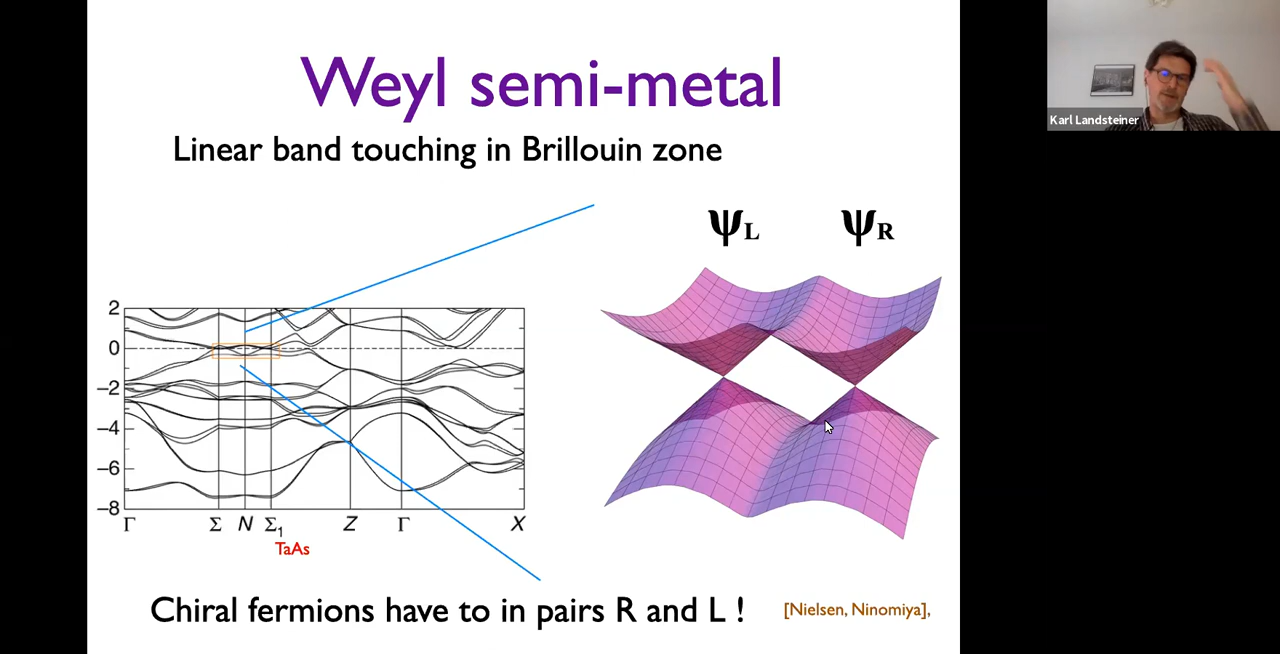 Weyl semi-metal
Karl Landsteiner
Linear band touching in Brillouin zone
ψL ψR
2
0
−2
−4
−6
−8
Γ Σ N Σ1 Z Γ X
TaAs
Chiral fermions have to in pairs R and L !
[Nielsen, Ninomiya],